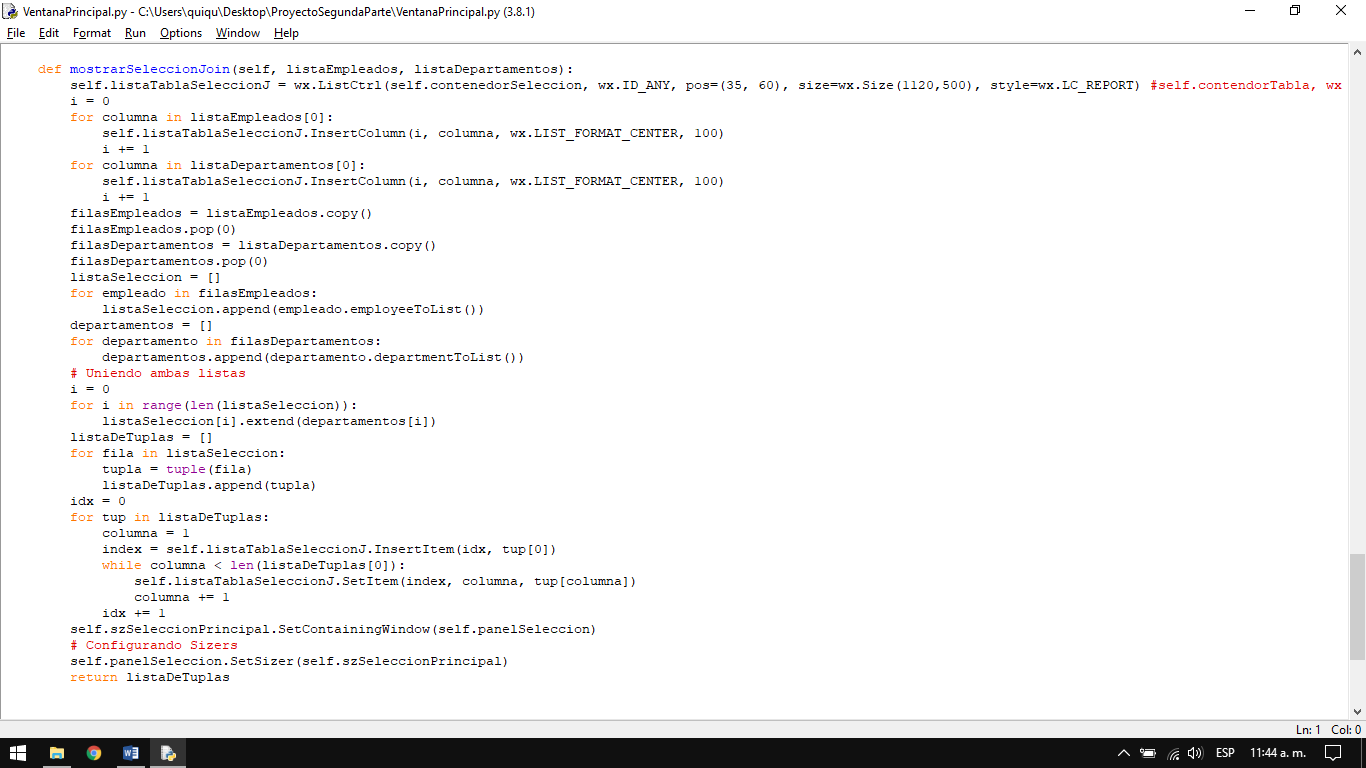 VentanaPrincipal.py - C:\Users\quiqu\Desktop\ProyectoSegundaParte\VentanaPrincipal.py (3.8.1)
File Edit Format Run Options Window Help
    def mostrarSeleccionJoin(self, listaEmpleados, listaDepartamentos):
        self.listaTablaSeleccionJ = wx.ListCtrl(self.contenedorSeleccion, wx.ID_ANY, pos=(35, 60), size=wx.Size(1120,500), style=wx.LC_REPORT) #self.contendorTabla, wx
        i = 0
        for columna in listaEmpleados[0]:
            self.listaTablaSeleccionJ.InsertColumn(i, columna, wx.LIST_FORMAT_CENTER, 100)
            i += 1
        for columna in listaDepartamentos[0]:
            self.listaTablaSeleccionJ.InsertColumn(i, columna, wx.LIST_FORMAT_CENTER, 100)
            i += 1
        filasEmpleados = listaEmpleados.copy()
        filasEmpleados.pop(0)
        filasDepartamentos = listaDepartamentos.copy()
        filasDepartamentos.pop(0)
        listaSeleccion = []
        for empleado in filasEmpleados:
            listaSeleccion.append(empleado.employeeToList())
        departamentos = []
        for departamento in filasDepartamentos:
            departamentos.append(departamento.departmentToList())
        # Uniendo ambas listas
        i = 0
        for i in range(len(listaSeleccion)):
            listaSeleccion[i].extend(departamentos[i])
        listaDeTuplas = []
        for fila in listaSeleccion:
            tupla = tuple(fila)
            listaDeTuplas.append(tupla)
        idx = 0
        for tup in listaDeTuplas:
            columna = 1
            index = self.listaTablaSeleccionJ.InsertItem(idx, tup[0])
            while columna < len(listaDeTuplas[0]):
                self.listaTablaSeleccionJ.SetItem(index, columna, tup[columna])
                columna += 1
            idx += 1
        self.szSeleccionPrincipal.SetContainingWindow(self.panelSeleccion)
        # Configurando Sizers
        self.panelSeleccion.SetSizer(self.szSeleccionPrincipal)
        return listaDeTuplas
Ln: 1 Col: 0
ESP 11:44 a. m.